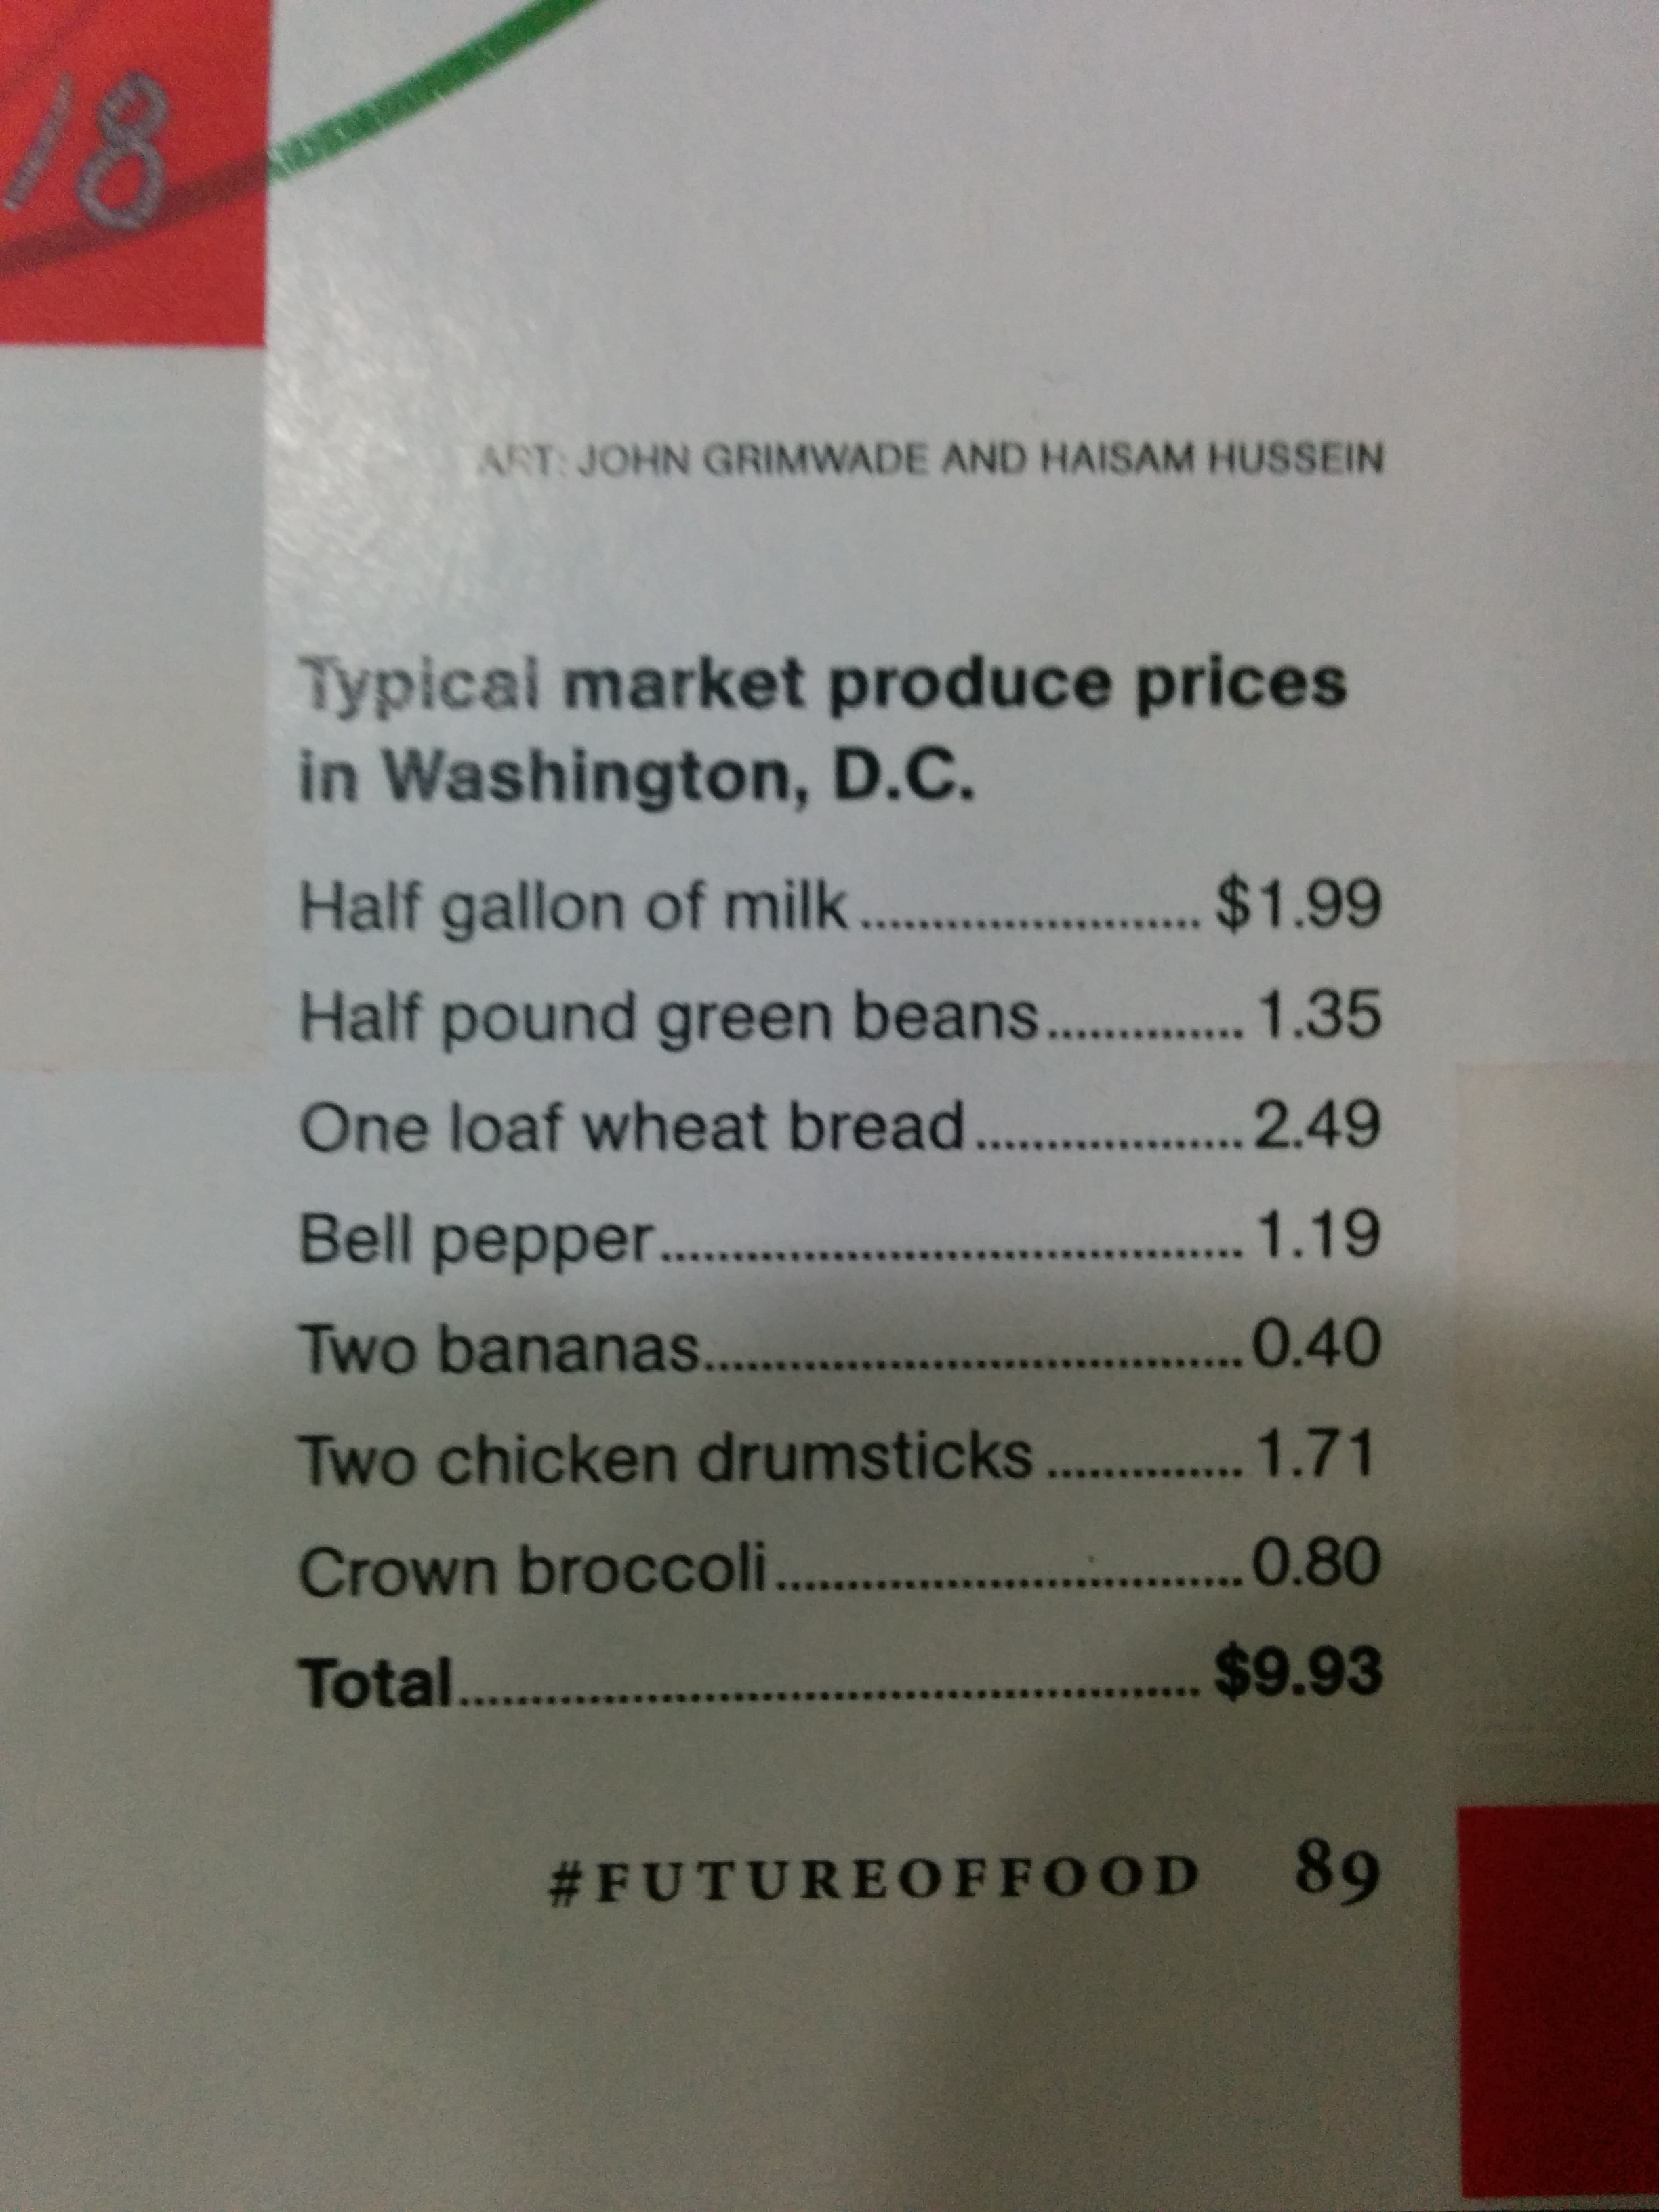 18
ART: JOHN GRIMWADE AND HAISAM HUSSEIN
Typical market produce prices
in Washington, D.C.
Half gallon of milk........................ $1.99
Half pound green beans.............. 1.35
One loaf wheat bread................... 2.49
Bell pepper......................................... 1.19
Two bananas...................................... 0.40
Two chicken drumsticks .............. 1.71
Crown broccoli................................. 0.80
Total.................................................... $9.93
#FUTUREOFFOOD 89